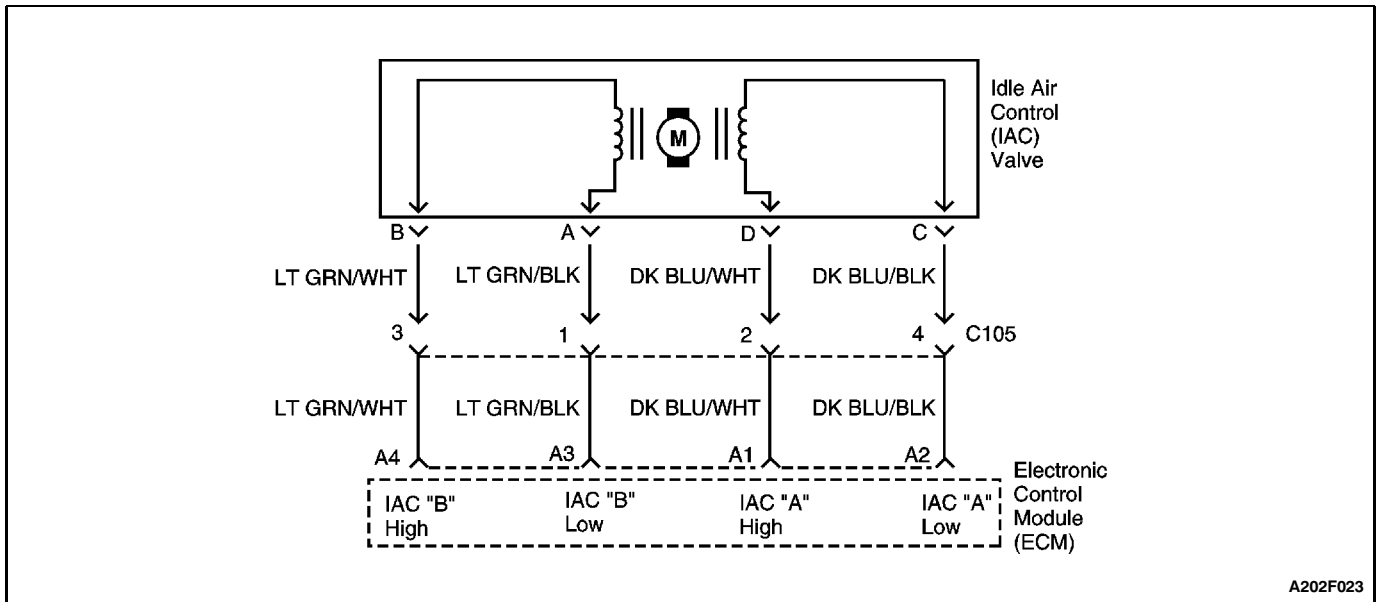 Idle Air
Control
(IAC)
Valve
M
B A D C
LT GRN/WHT LT GRN/BLK DK BLU/WHT DK BLU/BLK
3 1 2 4 C105
LT GRN/WHT LT GRN/BLK DK BLU/WHT DK BLU/BLK
A4 A3 A1 A2
IAC "B"
High
IAC "B"
Low
IAC "A"
High
IAC "A"
Low
Electronic
Control
Module
(ECM)
A202F023